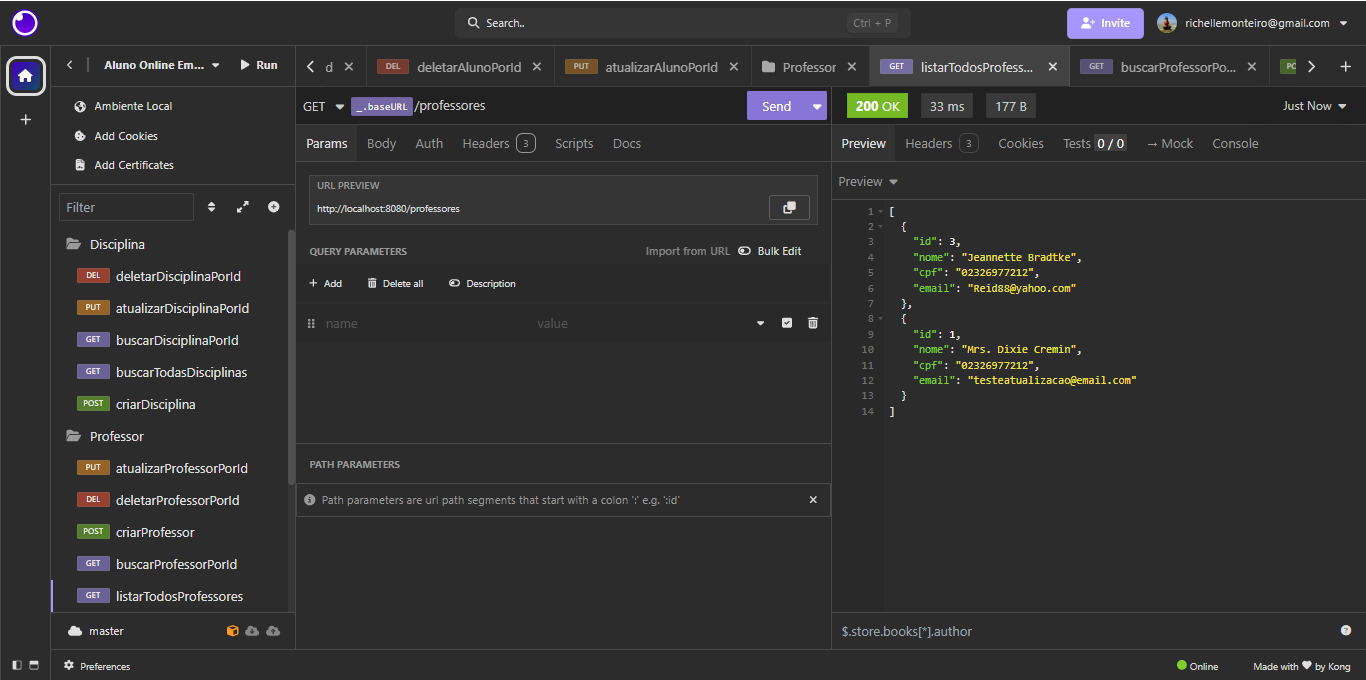 Search..
Ctrl + P
Invite
richellemonteiro@gmail.com
Aluno Online Em...
Run
d
DEL deletarAlunoPorId
PUT atualizarAlunoPorId
Professor
GET listarTodosProfess...
GET buscarProfessorPo...
PC
Ambiente Local
Add Cookies
Add Certificates
Filter
Disciplina
DEL deletarDisciplinaPorId
PUT atualizarDisciplinaPorId
GET buscarDisciplinaPorId
GET buscarTodasDisciplinas
POST criarDisciplina
Professor
PUT atualizarProfessorPorId
DEL deletarProfessorPorId
POST criarProfessor
GET buscarProfessorPorId
GET listarTodosProfessores
master
GET _.baseURL /professores
Send
Params Body Auth Headers 3 Scripts Docs
URL PREVIEW
http://localhost:8080/professores
QUERY PARAMETERS Import from URL Bulk Edit
Add Delete all Description
name value
PATH PARAMETERS
Path parameters are url path segments that start with a colon ':' e.g. ':id'
200 OK 33 ms 177 B Just Now
Preview Headers 3 Cookies Tests 0 / 0 → Mock Console
Preview
1 [
2 {
3 "id": 3,
4 "nome": "Jeannette Bradtke",
5 "cpf": "02326977212",
6 "email": "Reid88@yahoo.com"
7 },
8 {
9 "id": 1,
10 "nome": "Mrs. Dixie Cremin",
11 "cpf": "02326977212",
12 "email": "testeatualizacao@email.com"
13 }
14 ]
$.store.books[*].author
Preferences
Online
Made with ❤ by Kong